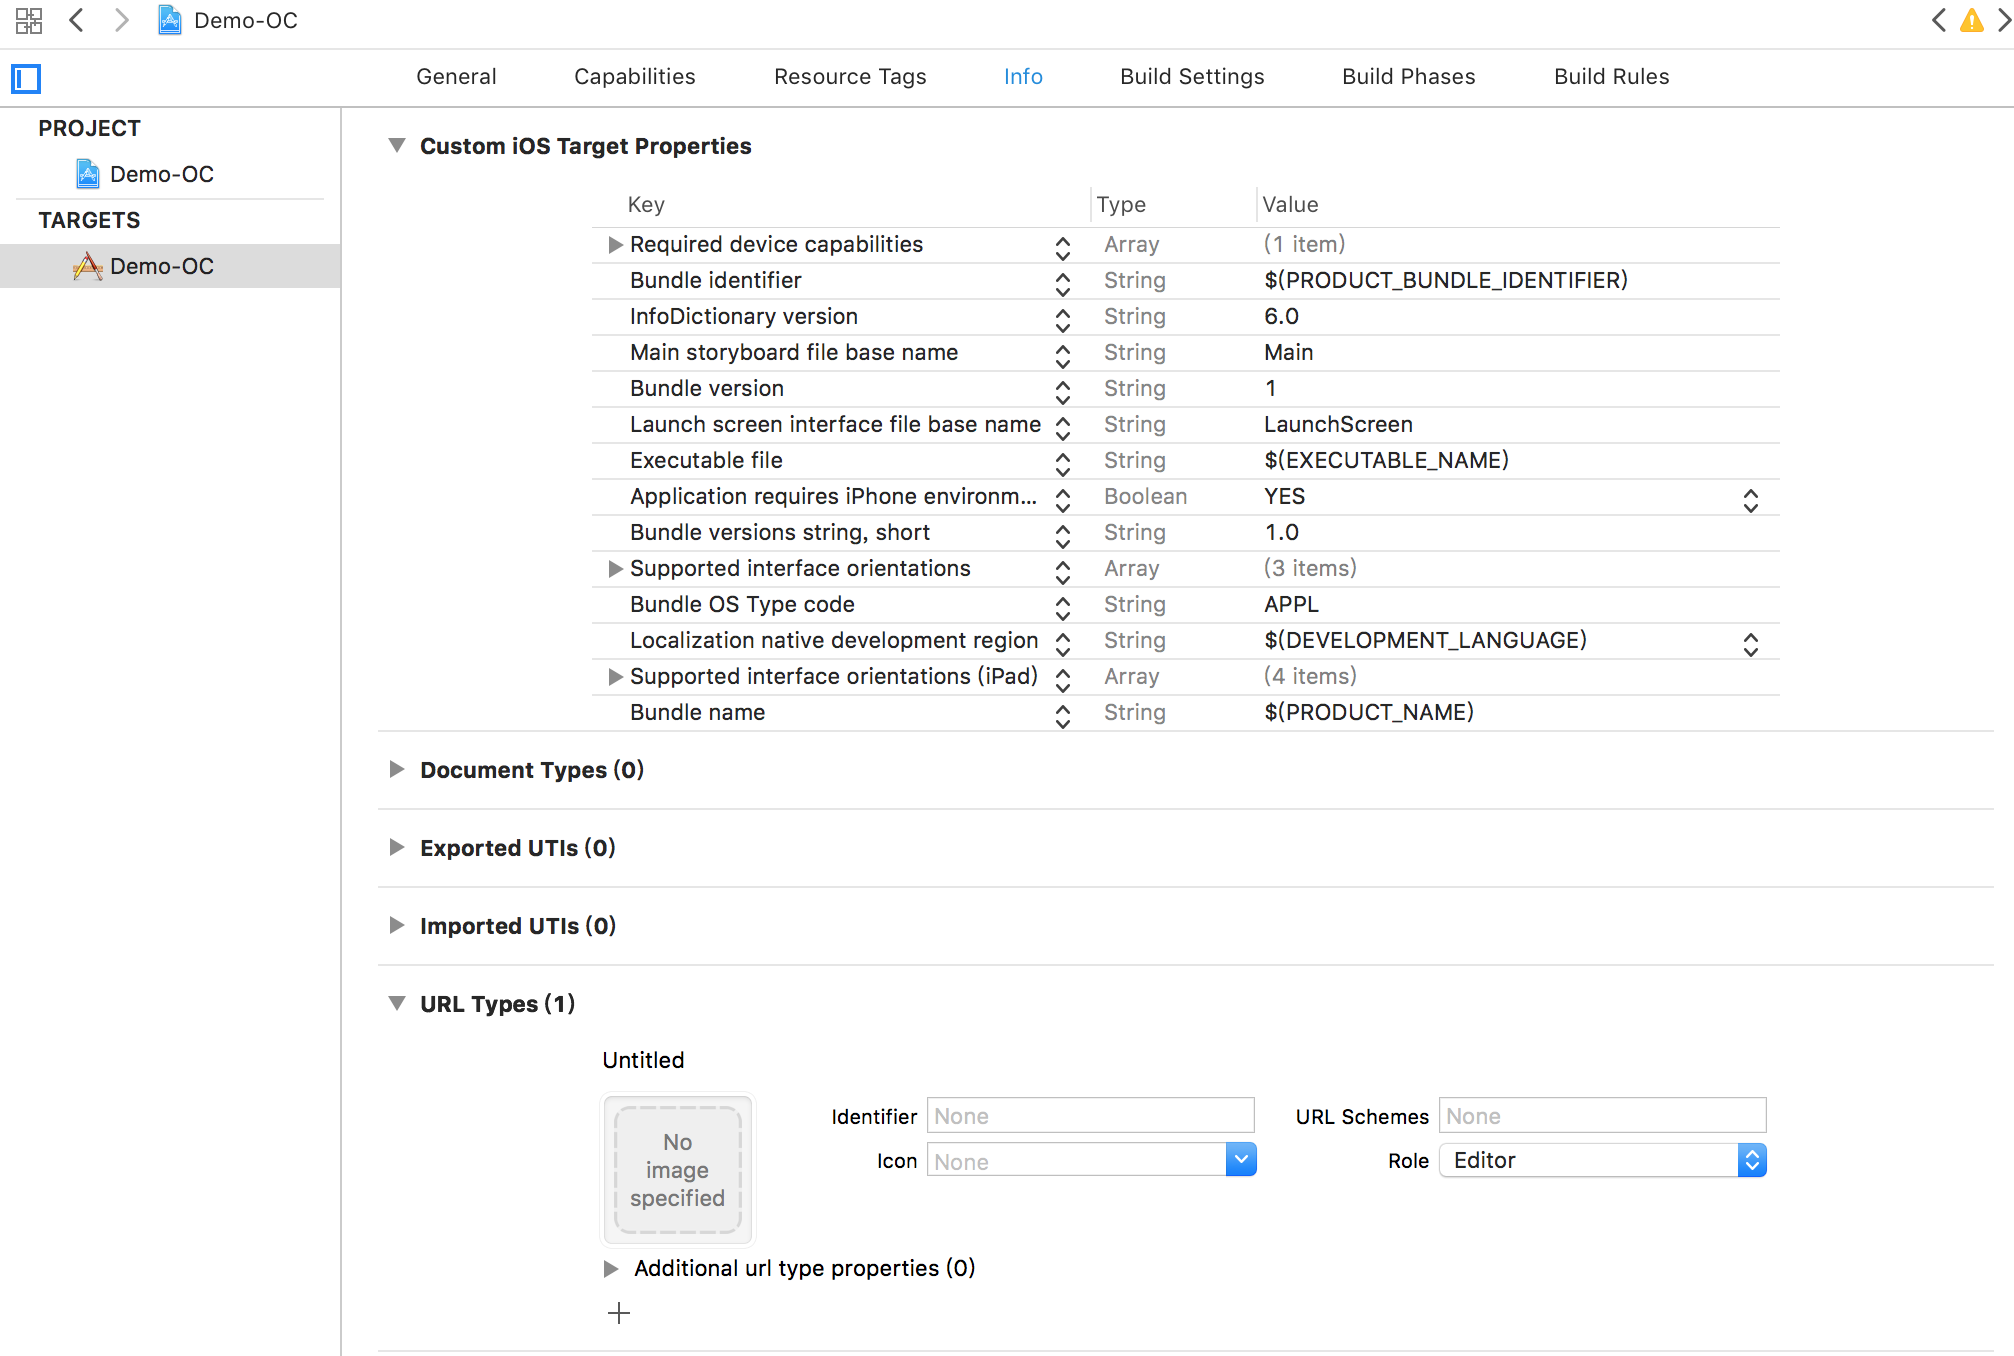 Demo-OC
General Capabilities Resource Tags Info Build Settings Build Phases Build Rules
PROJECT
Demo-OC
TARGETS
Demo-OC
Custom iOS Target Properties
Key Type Value
Required device capabilities Array (1 item)
Bundle identifier String $(PRODUCT_BUNDLE_IDENTIFIER)
InfoDictionary version String 6.0
Main storyboard file base name String Main
Bundle version String 1
Launch screen interface file base name String LaunchScreen
Executable file String $(EXECUTABLE_NAME)
Application requires iPhone environm... Boolean YES
Bundle versions string, short String 1.0
Supported interface orientations Array (3 items)
Bundle OS Type code String APPL
Localization native development region String $(DEVELOPMENT_LANGUAGE)
Supported interface orientations (iPad) Array (4 items)
Bundle name String $(PRODUCT_NAME)
Document Types (0)
Exported UTIs (0)
Imported UTIs (0)
URL Types (1)
Untitled
No
image
specified
Identifier None URL Schemes None
Icon None Role Editor
Additional url type properties (0)